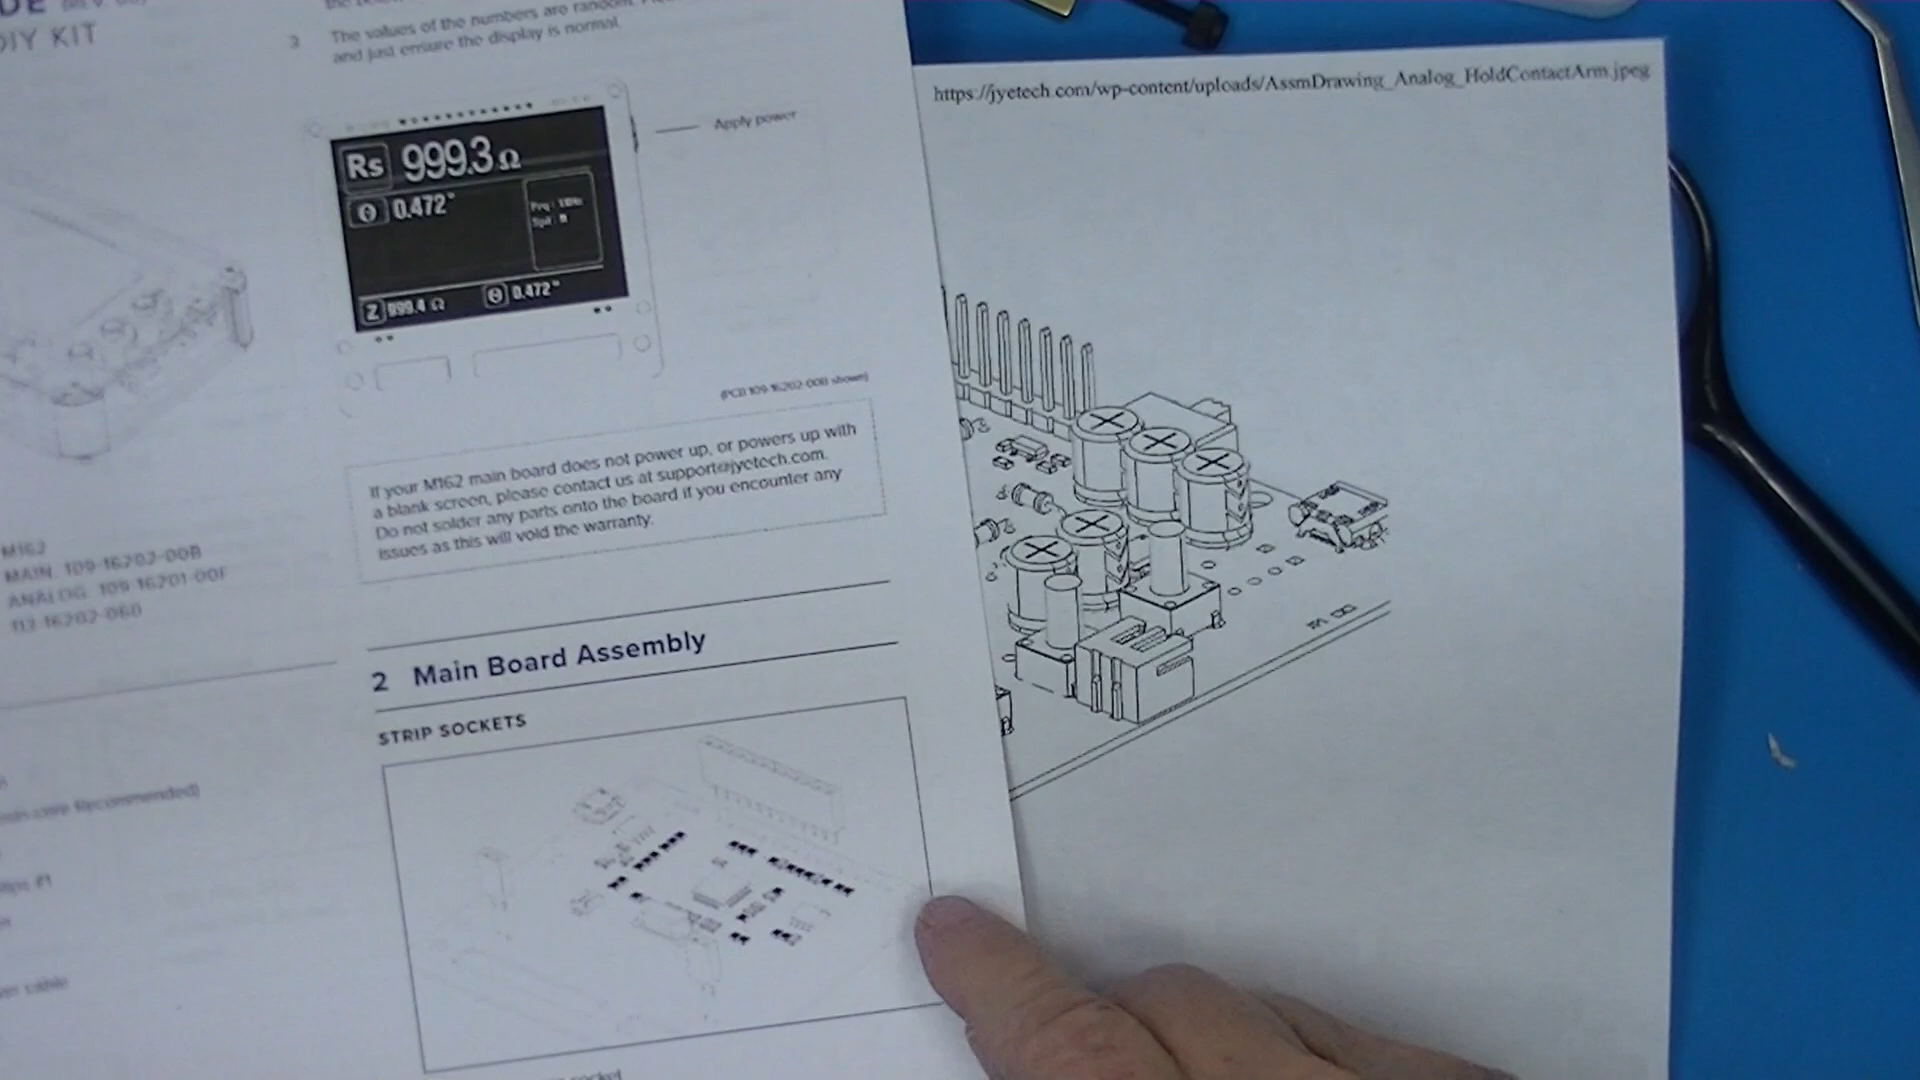 DIY KIT
3 The values of the numbers are random.
and just ensure the display is normal.
Rs 999.3 Ω
θ 0.472°
Z 999.4 Ω θ 0.472°
Apply power
(PCB 109-16202-00B shown)
If your M162 main board does not power up, or powers up with
a blank screen, please contact us at support@jyetech.com.
Do not solder any parts onto the board if you encounter any
issues as this will void the warranty.
M162
MAIN: 109-16202-00B
ANALOG: 109-16201-00F
113-16202-060
2 Main Board Assembly
STRIP SOCKETS
Recommended)
cable
socket
https://jyetech.com/wp-content/uploads/AssmDrawing_Analog_HoldContactArm.jpeg